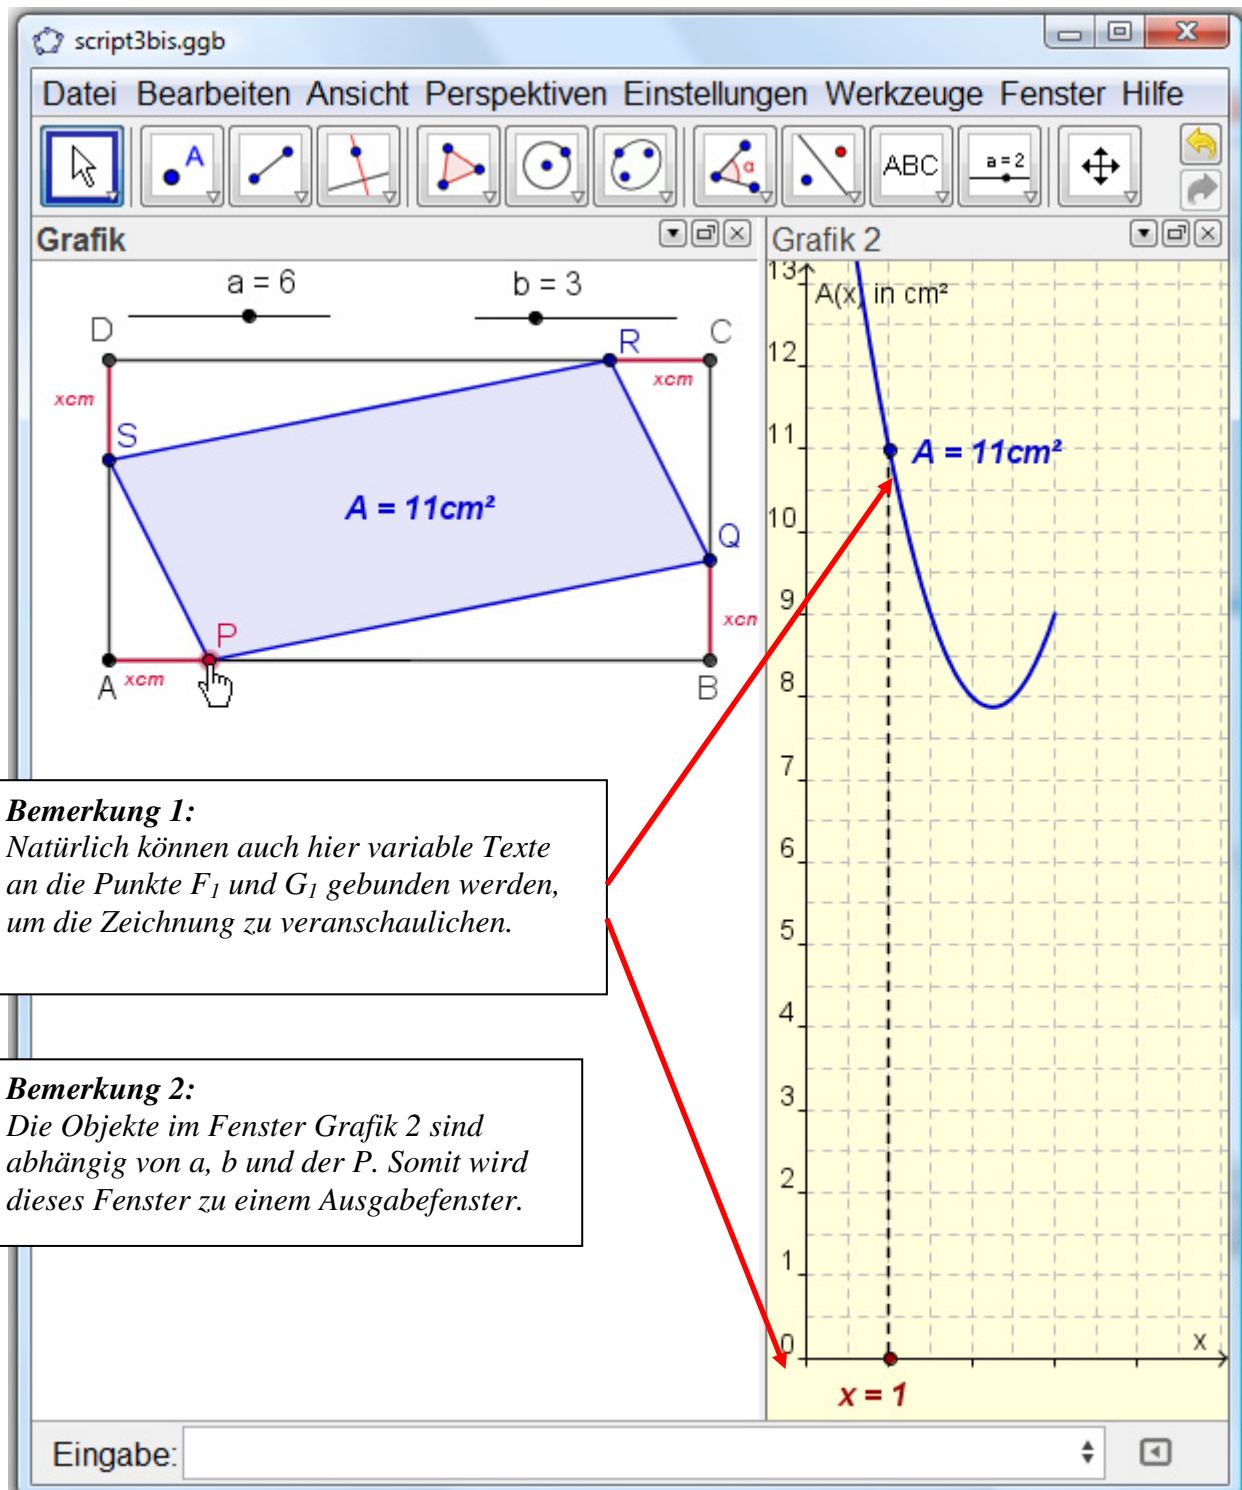 script3bis.ggb
Datei Bearbeiten Ansicht Perspektiven Einstellungen Werkzeuge Fenster Hilfe
A
α
ABC
a = 2
Grafik
Grafik 2
a = 6
b = 3
D
R
C
xcm
xcm
S
A = 11cm²
Q
xcm
P
A
xcm
B
13
A(x) in cm²
12
11
A = 11cm²
10
9
8
7
6
5
4
3
2
1
0
x
x = 1
Bemerkung 1:
Natürlich können auch hier variable Texte
an die Punkte F₁ und G₁ gebunden werden,
um die Zeichnung zu veranschaulichen.
Bemerkung 2:
Die Objekte im Fenster Grafik 2 sind
abhängig von a, b und der P. Somit wird
dieses Fenster zu einem Ausgabefenster.
Eingabe: